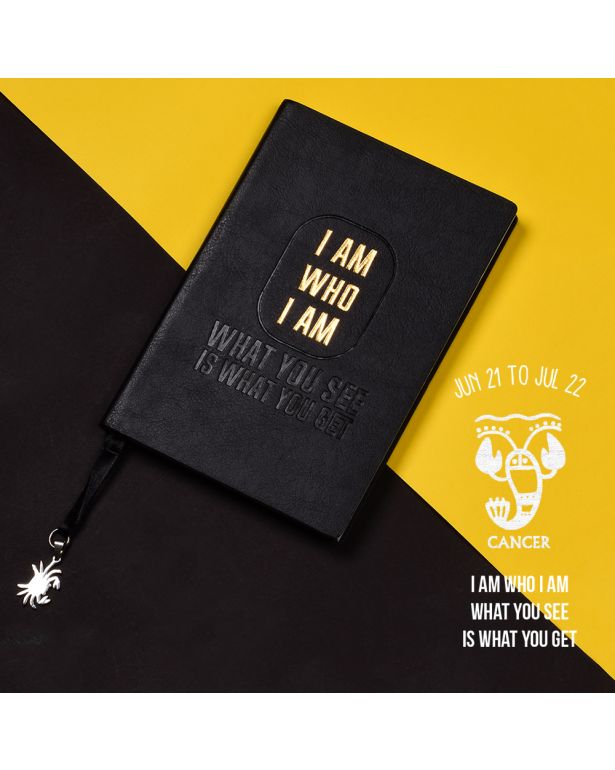 I AM
WHO
I AM
WHAT YOU SEE
IS WHAT YOU GET
JUN 21 TO JUL 22
CANCER
I AM WHO I AM
WHAT YOU SEE
IS WHAT YOU GET